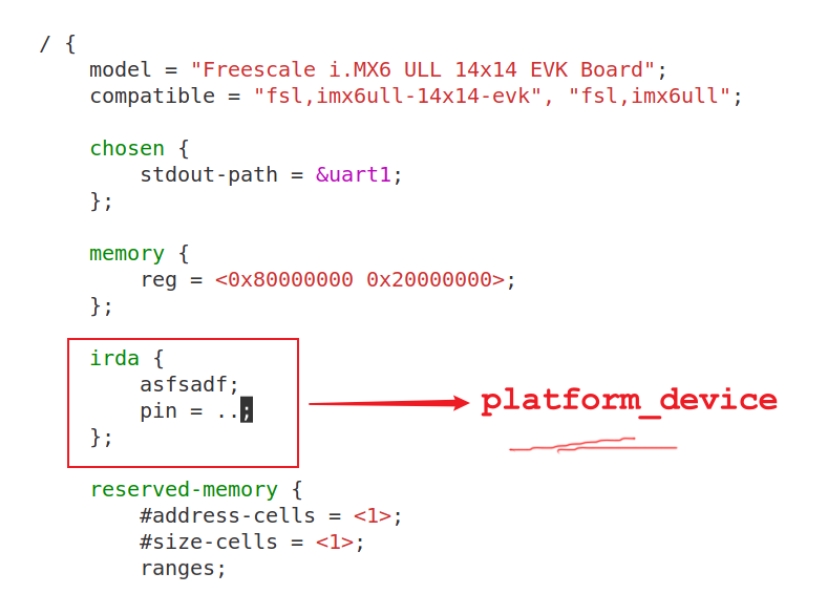 / {
model = "Freescale i.MX6 ULL 14x14 EVK Board";
compatible = "fsl,imx6ull-14x14-evk", "fsl,imx6ull";
chosen {
stdout-path = &uart1;
};
memory {
reg = <0x80000000 0x20000000>;
};
irda {
asfsadf;
pin = ..;
};
platform_device
reserved-memory {
#address-cells = <1>;
#size-cells = <1>;
ranges;